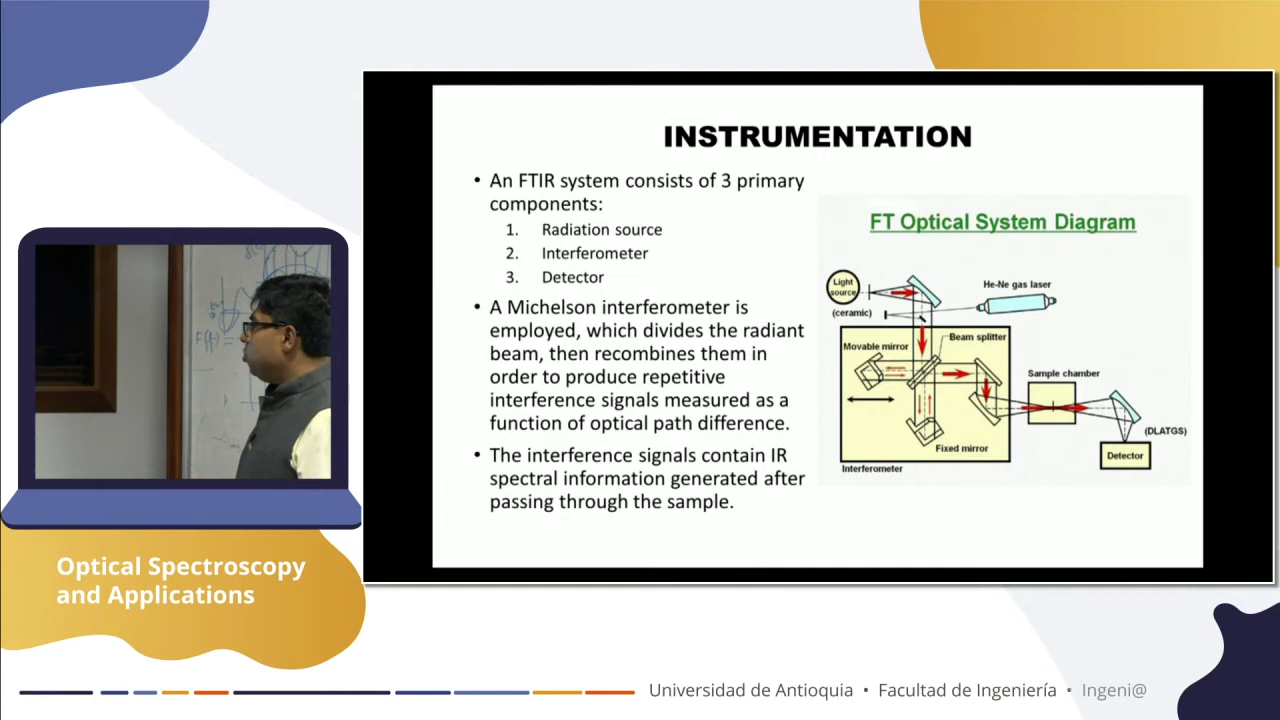 INSTRUMENTATION
• An FTIR system consists of 3 primary
components:
1. Radiation source
2. Interferometer
3. Detector
• A Michelson interferometer is
employed, which divides the radiant
beam, then recombines them in
order to produce repetitive
interference signals measured as a
function of optical path difference.
• The interference signals contain IR
spectral information generated after
passing through the sample.
FT Optical System Diagram
Light
source
(ceramic)
He-Ne gas laser
Beam splitter
Movable mirror
Sample chamber
Fixed mirror
(DLATGS)
Detector
Interferometer
Optical Spectroscopy
and Applications
Universidad de Antioquia • Facultad de Ingeniería • Ingeni@